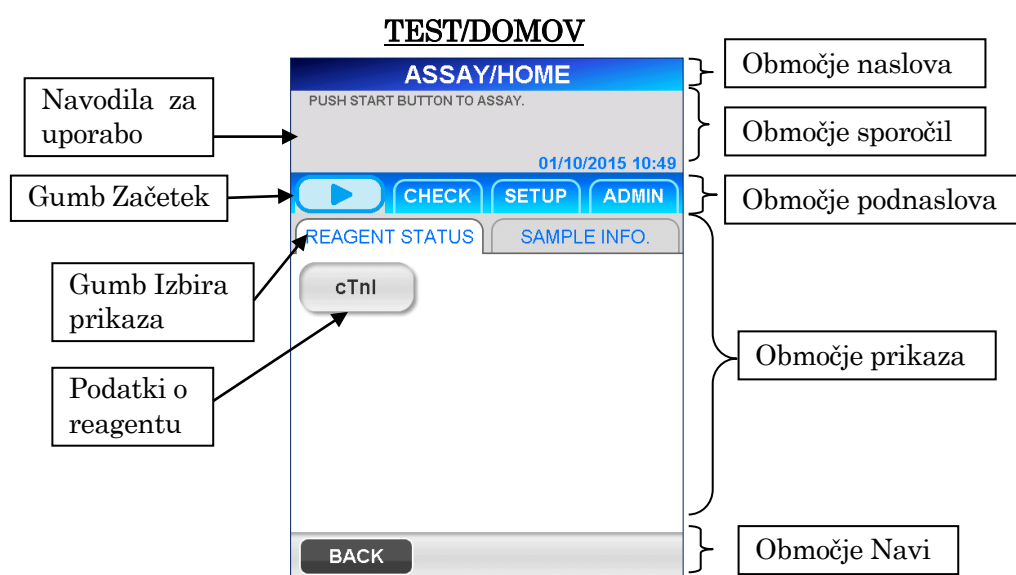 TEST/DOMOV
ASSAY/HOME
Območje naslova
Navodila za
uporabo
PUSH START BUTTON TO ASSAY.
Območje sporočil
01/10/2015 10:49
Gumb Začetek
CHECK
SETUP
ADMIN
Območje podnaslova
REAGENT STATUS
SAMPLE INFO.
Gumb Izbira
prikaza
cTnI
Območje prikaza
Podatki o
reagentu
BACK
Območje Navi